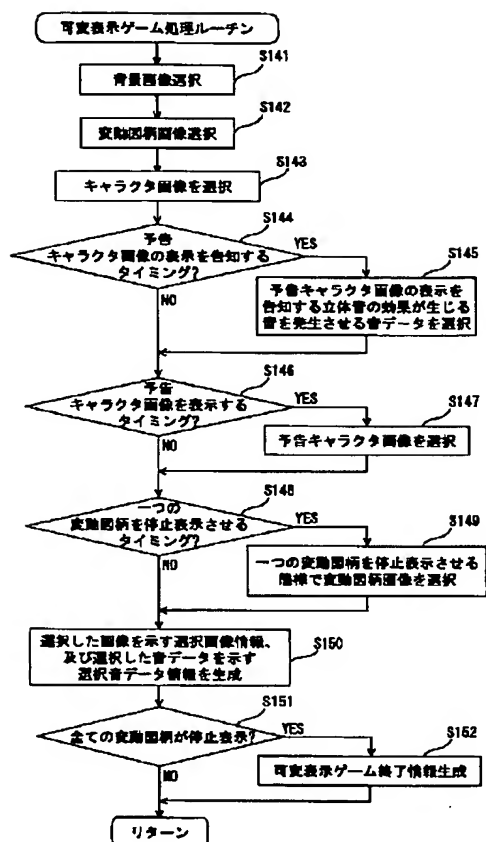 可変表示ゲーム処理ルーチン
S141
背景画像選択
S142
変動図柄画像選択
S143
キャラクタ画像を選択
S144
予告
キャラクタ画像の表示を告知する
タイミング?
YES
NO
S145
予告キャラクタ画像の表示を
告知する立体音の効果が生じる
音を発生させる音データを選択
S146
予告
キャラクタ画像を表示する
タイミング?
YES
NO
S147
予告キャラクタ画像を選択
S148
一つの
変動図柄を停止表示させる
タイミング?
YES
NO
S149
一つの変動図柄を停止表示させる
態様で変動図柄画像を選択
S150
選択した画像を示す選択画像情報、
及び選択した音データを示す
選択音データ情報を生成
S151
全ての変動図柄が停止表示?
YES
NO
S152
可変表示ゲーム終了情報生成
リターン